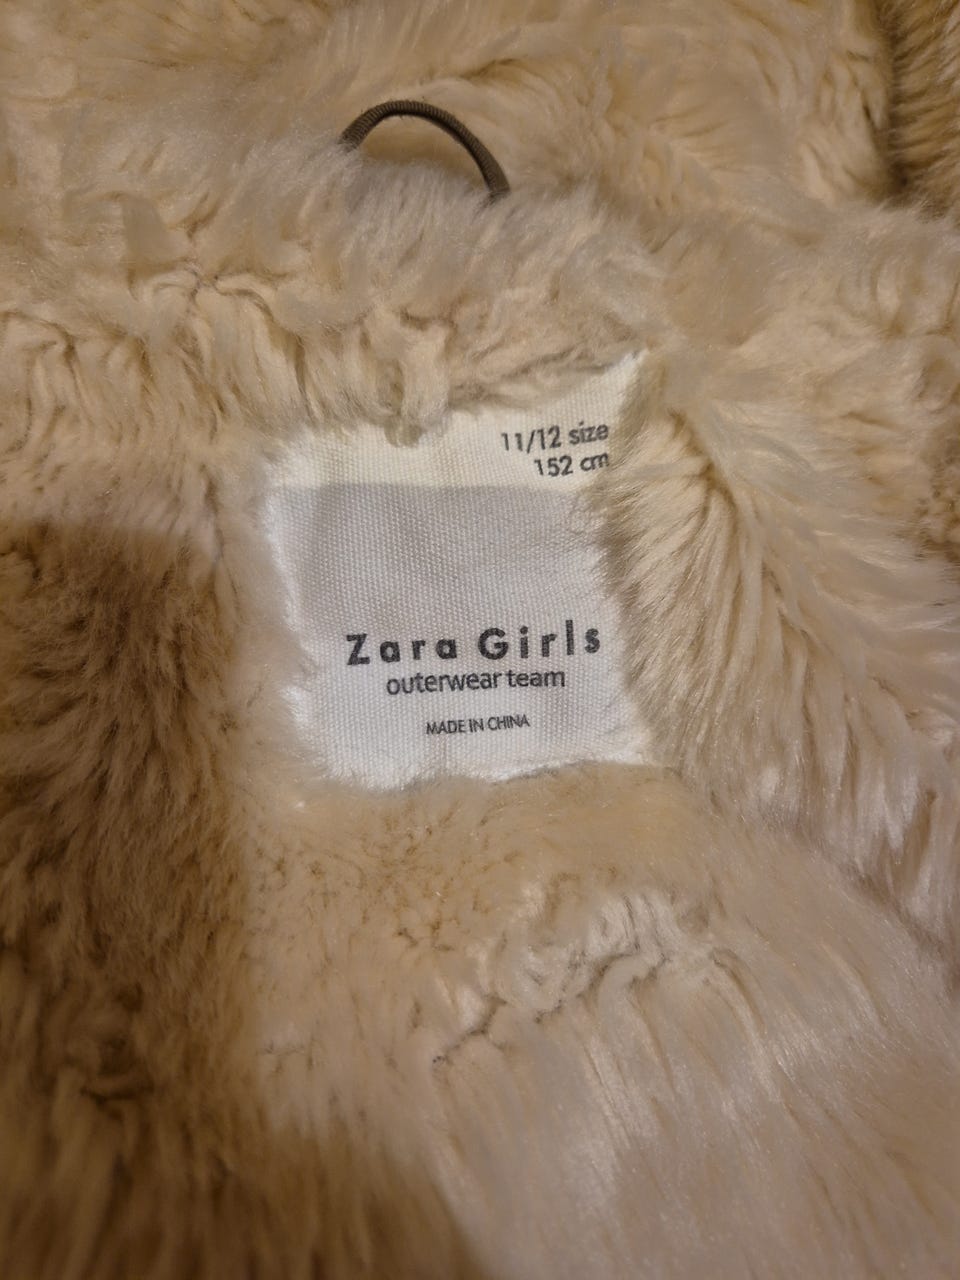 11/12 size
152 cm
Zara Girls
outerwear team
MADE IN CHINA